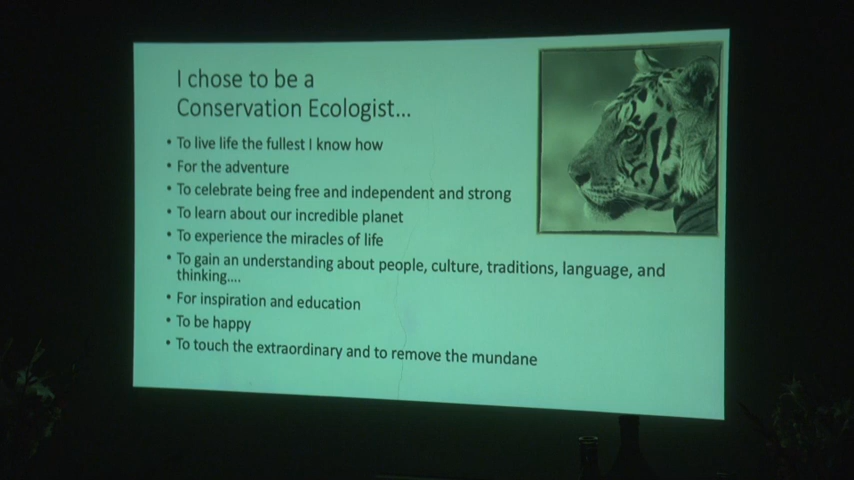 I chose to be a
Conservation Ecologist...
• To live life the fullest I know how
• For the adventure
• To celebrate being free and independent and strong
• To learn about our incredible planet
• To experience the miracles of life
• To gain an understanding about people, culture, traditions, language, and
thinking....
• For inspiration and education
• To be happy
• To touch the extraordinary and to remove the mundane